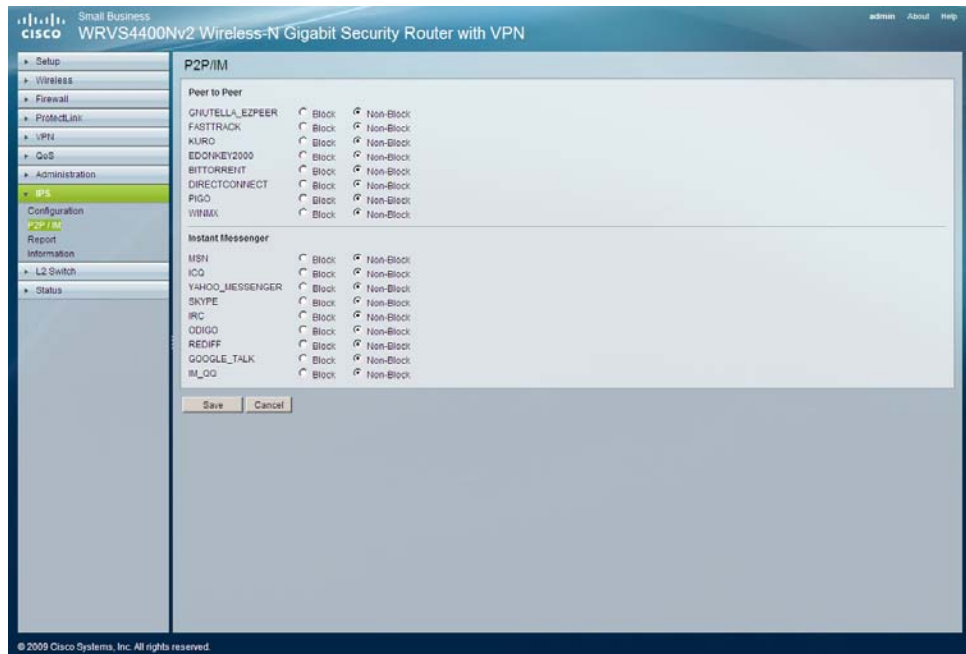 Small Business
cisco WRVS4400Nv2 Wireless-N Gigabit Security Router with VPN
admin About Help
Setup
Wireless
Firewall
ProtectLink
VPN
QoS
Administration
IPS
Configuration
P2P / IM
Report
Information
L2 Switch
Status
P2P/IM
Peer to Peer
GNUTELLA_EZPEER Block Non-Block
FASTTRACK Block Non-Block
KURO Block Non-Block
EDONKEY2000 Block Non-Block
BITTORRENT Block Non-Block
DIRECTCONNECT Block Non-Block
PIGO Block Non-Block
WINMX Block Non-Block
Instant Messenger
MSN Block Non-Block
ICQ Block Non-Block
YAHOO_MESSENGER Block Non-Block
SKYPE Block Non-Block
IRC Block Non-Block
ODIGO Block Non-Block
REDIFF Block Non-Block
GOOGLE_TALK Block Non-Block
IM_QQ Block Non-Block
Save Cancel
© 2009 Cisco Systems, Inc. All rights reserved.